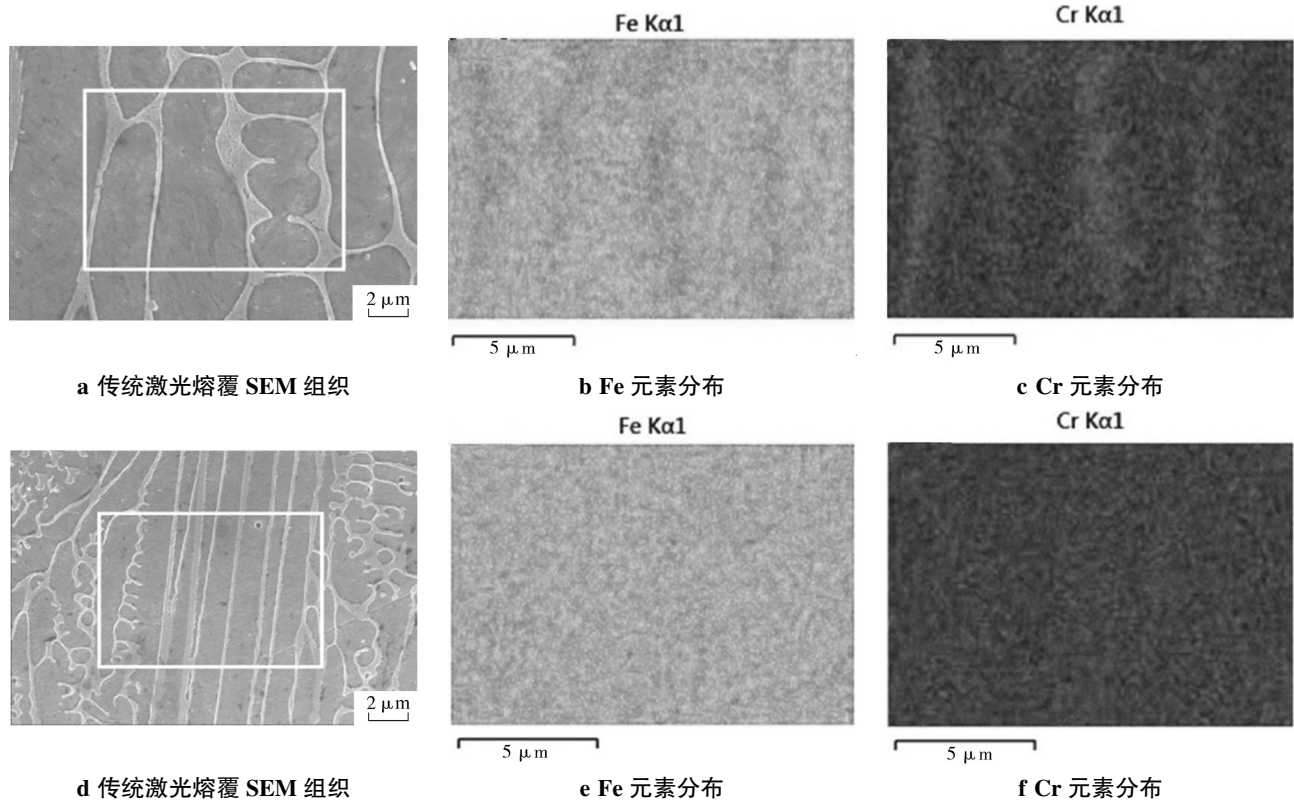 Fe Kα1
Cr Kα1
2 μm
5 μm
5 μm
a 传统激光熔覆 SEM 组织
b Fe 元素分布
c Cr 元素分布
Fe Kα1
Cr Kα1
2 μm
5 μm
5 μm
d 传统激光熔覆 SEM 组织
e Fe 元素分布
f Cr 元素分布